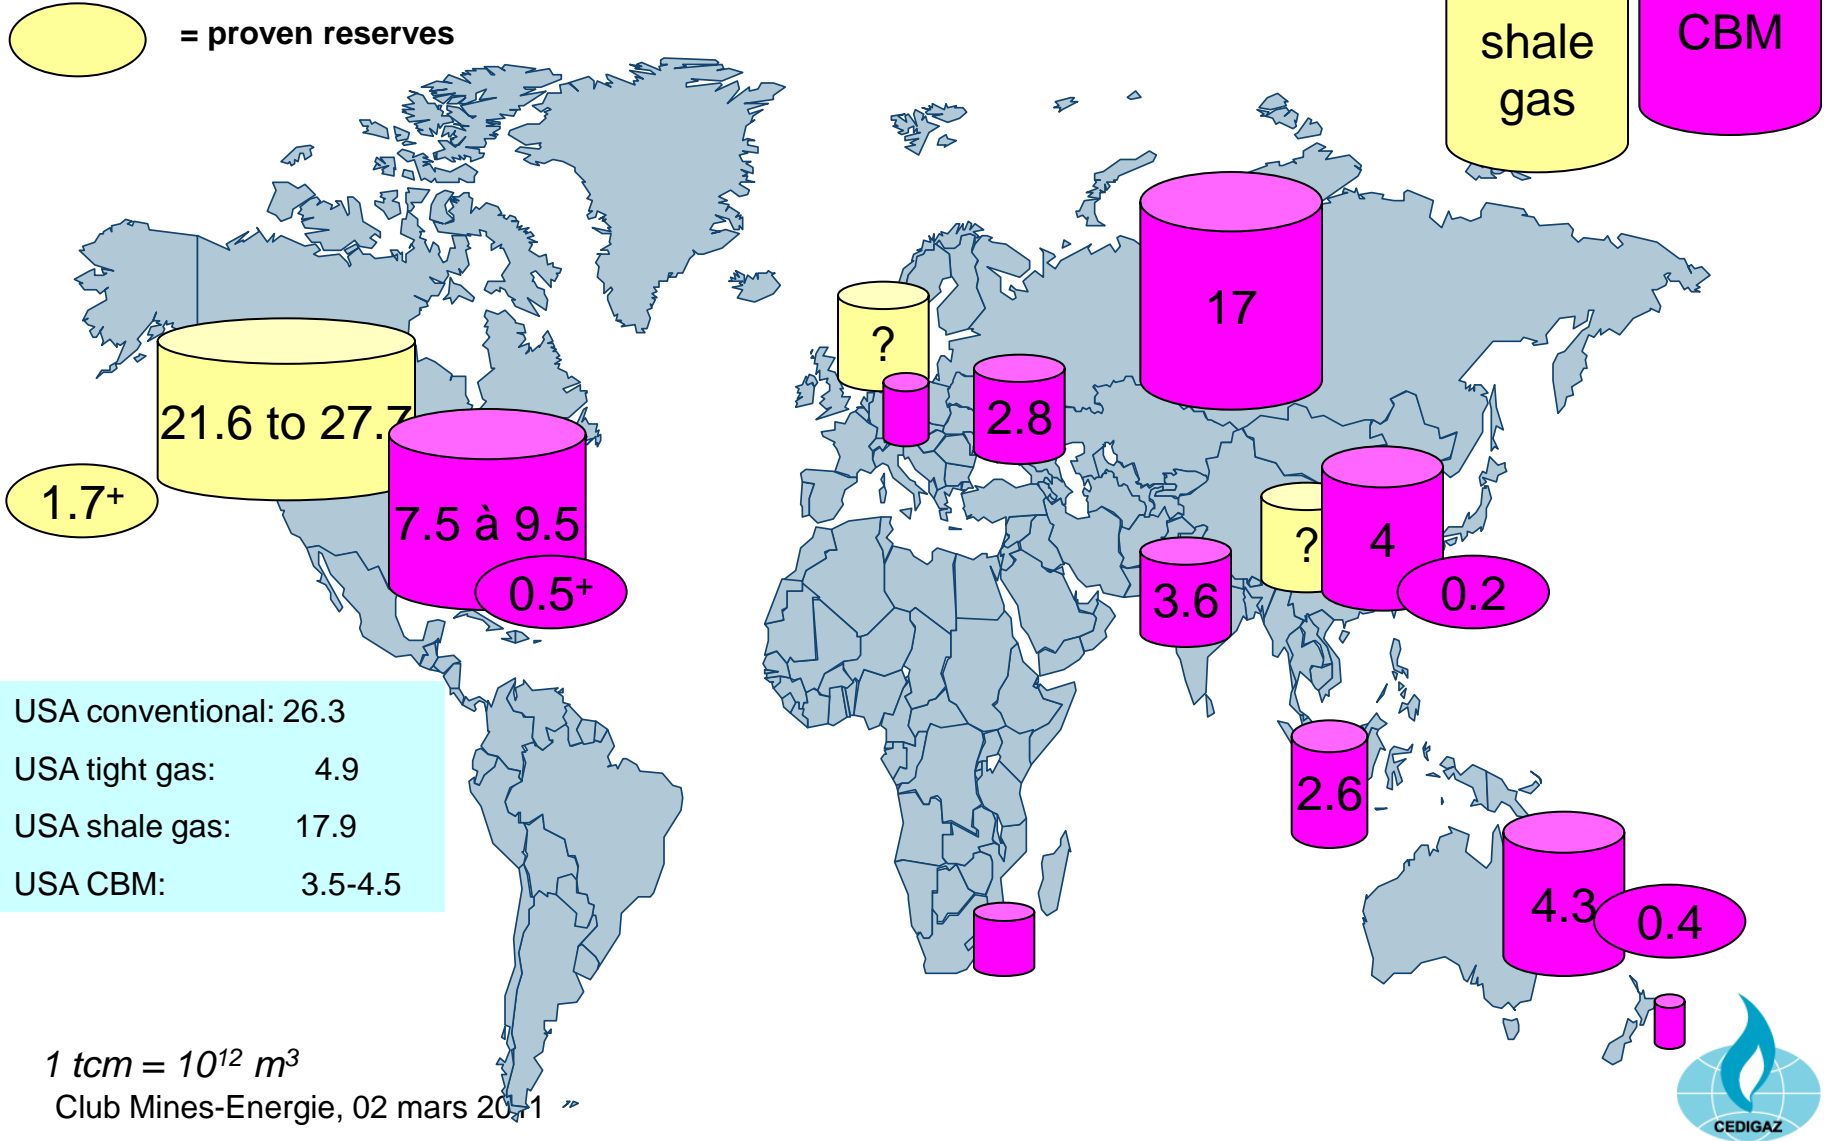 = proven reserves
shale
gas
CBM
17
?
2.8
21.6 to 27.7
7.5 à 9.5
1.7+
0.5+
?
4
0.2
3.6
2.6
4.3
0.4
USA conventional: 26.3
USA tight gas: 4.9
USA shale gas: 17.9
USA CBM: 3.5-4.5
1 tcm = 10¹² m³
Club Mines-Energie, 02 mars 2011
CEDIGAZ